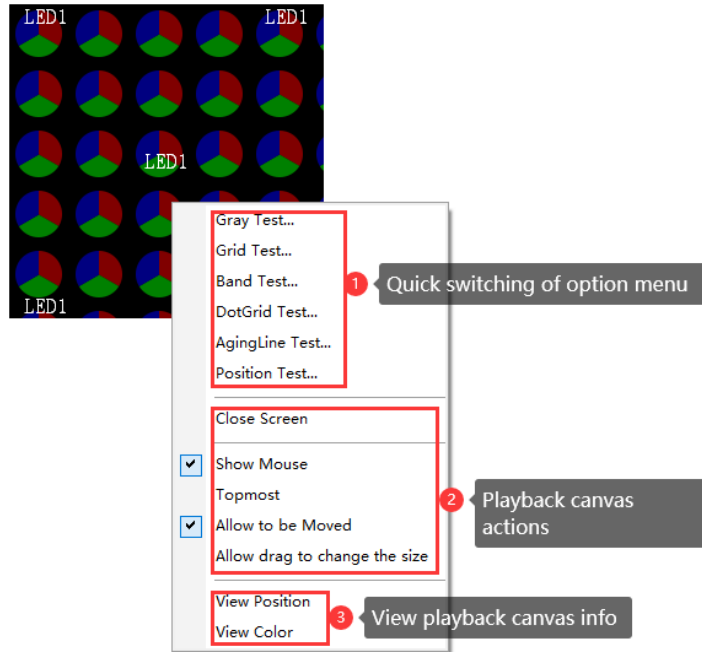 LED1 LED1
LED1
LED1
Gray Test...
Grid Test...
Band Test...
DotGrid Test...
AgingLine Test...
Position Test...
1 Quick switching of option menu
Close Screen
Show Mouse
Topmost
Allow to be Moved
Allow drag to change the size
2 Playback canvas
actions
View Position
View Color
3 View playback canvas info